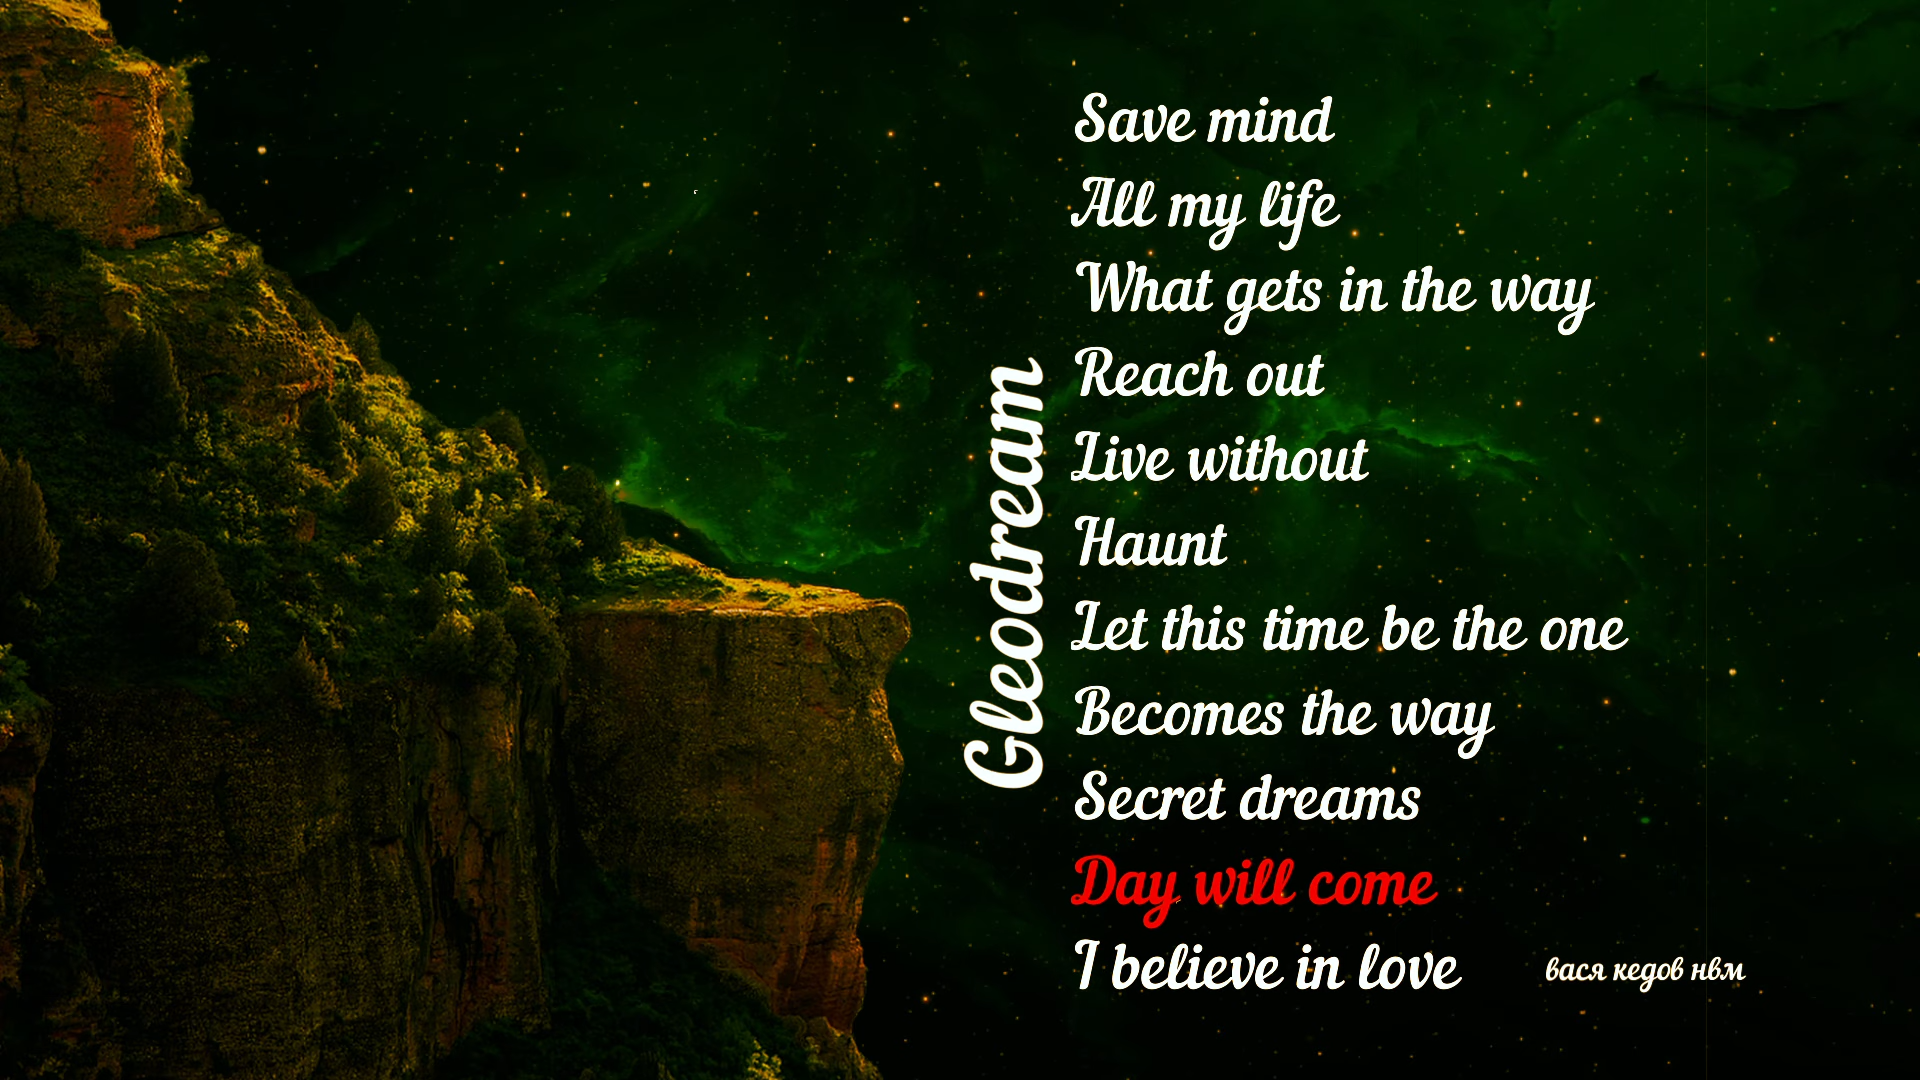 Gleodream
Save mind
All my life
What gets in the way
Reach out
Live without
Haunt
Let this time be the one
Becomes the way
Secret dreams
Day will come
I believe in love
вася кедов нвм